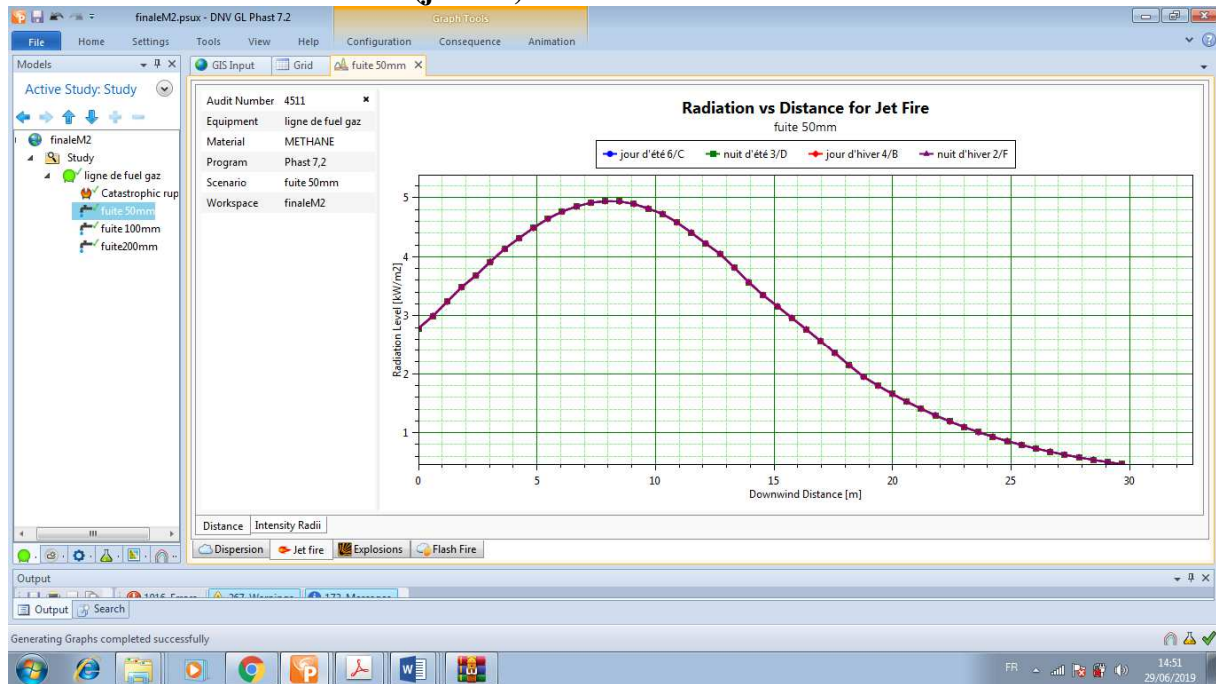 finaleM2.psux - DNV GL Phast 7.2
Graph Tools
File Home Settings Tools View Help Configuration Consequence Animation
Models
GIS Input Grid fuite 50mm
Active Study: Study
finaleM2
Study
ligne de fuel gaz
Catastrophic rup
fuite 50mm
fuite 100mm
fuite200mm
Audit Number 4511
Equipment ligne de fuel gaz
Material METHANE
Program Phast 7,2
Scenario fuite 50mm
Workspace finaleM2
Radiation vs Distance for Jet Fire
fuite 50mm
jour d'été 6/C nuit d'été 3/D jour d'hiver 4/B nuit d'hiver 2/F
Radiation Level [kW/m2]
5
4
3
2
1
0 5 10 15 20 25 30
Downwind Distance [m]
Distance Intensity Radii
Dispersion Jet fire Explosions Flash Fire
Output
Output Search
Generating Graphs completed successfully
FR
14:51
29/06/2019